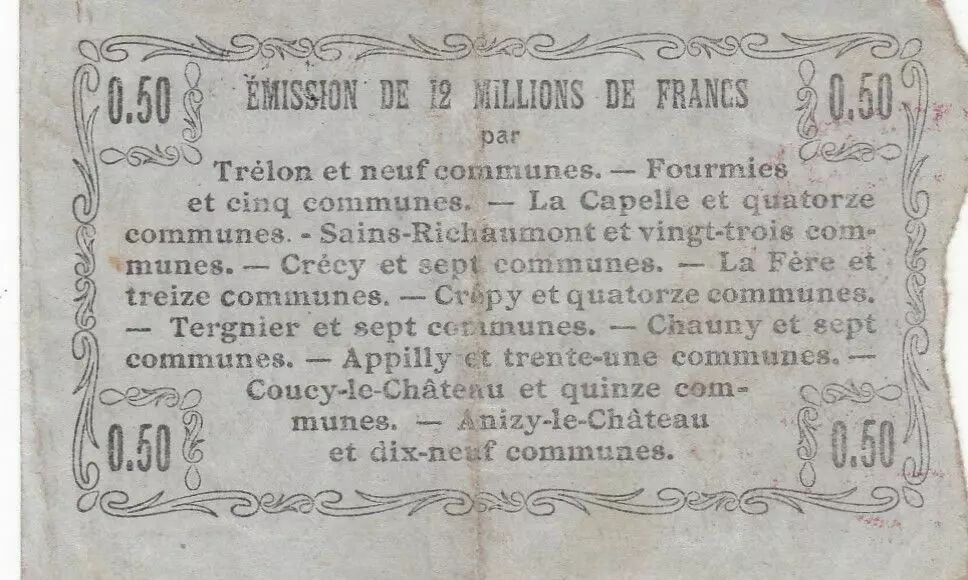 0.50 ÉMISSION DE 12 MILLIONS DE FRANCS 0.50
par
Trélon et neuf communes. — Fourmies
et cinq communes. — La Capelle et quatorze
communes. - Sains-Richaumont et vingt-trois com-
munes. — Crécy et sept communes. — La Fère et
treize communes. — Crépy et quatorze communes.
— Tergnier et sept communes. — Chauny et sept
communes. — Appilly et trente-une communes. —
Coucy-le-Château et quinze com-
munes. — Anizy-le-Château
0.50 et dix-neuf communes. 0.50